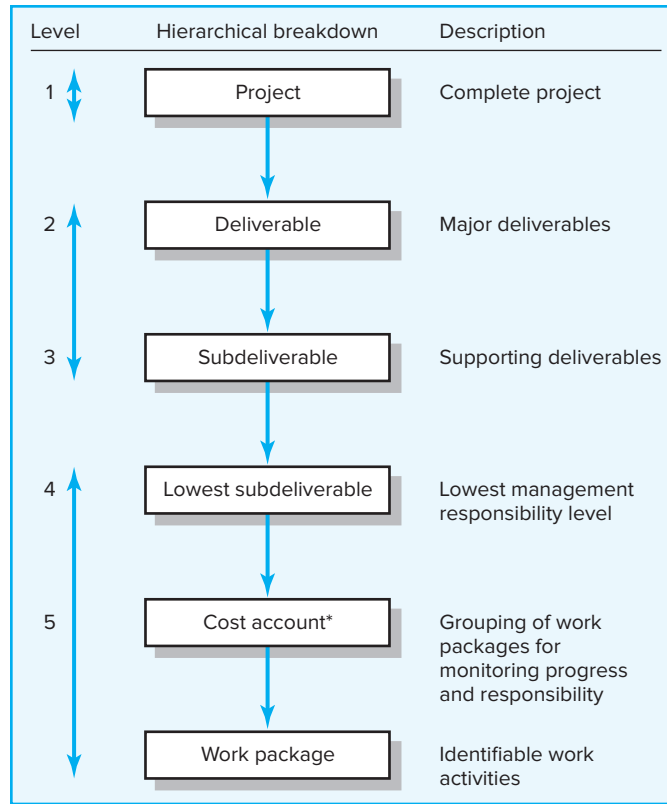 Level Hierarchical breakdown Description
1 Project Complete project
2 Deliverable Major deliverables
3 Subdeliverable Supporting deliverables
4 Lowest subdeliverable Lowest management
responsibility level
5 Cost account* Grouping of work
packages for
monitoring progress
and responsibility
Work package Identifiable work
activities